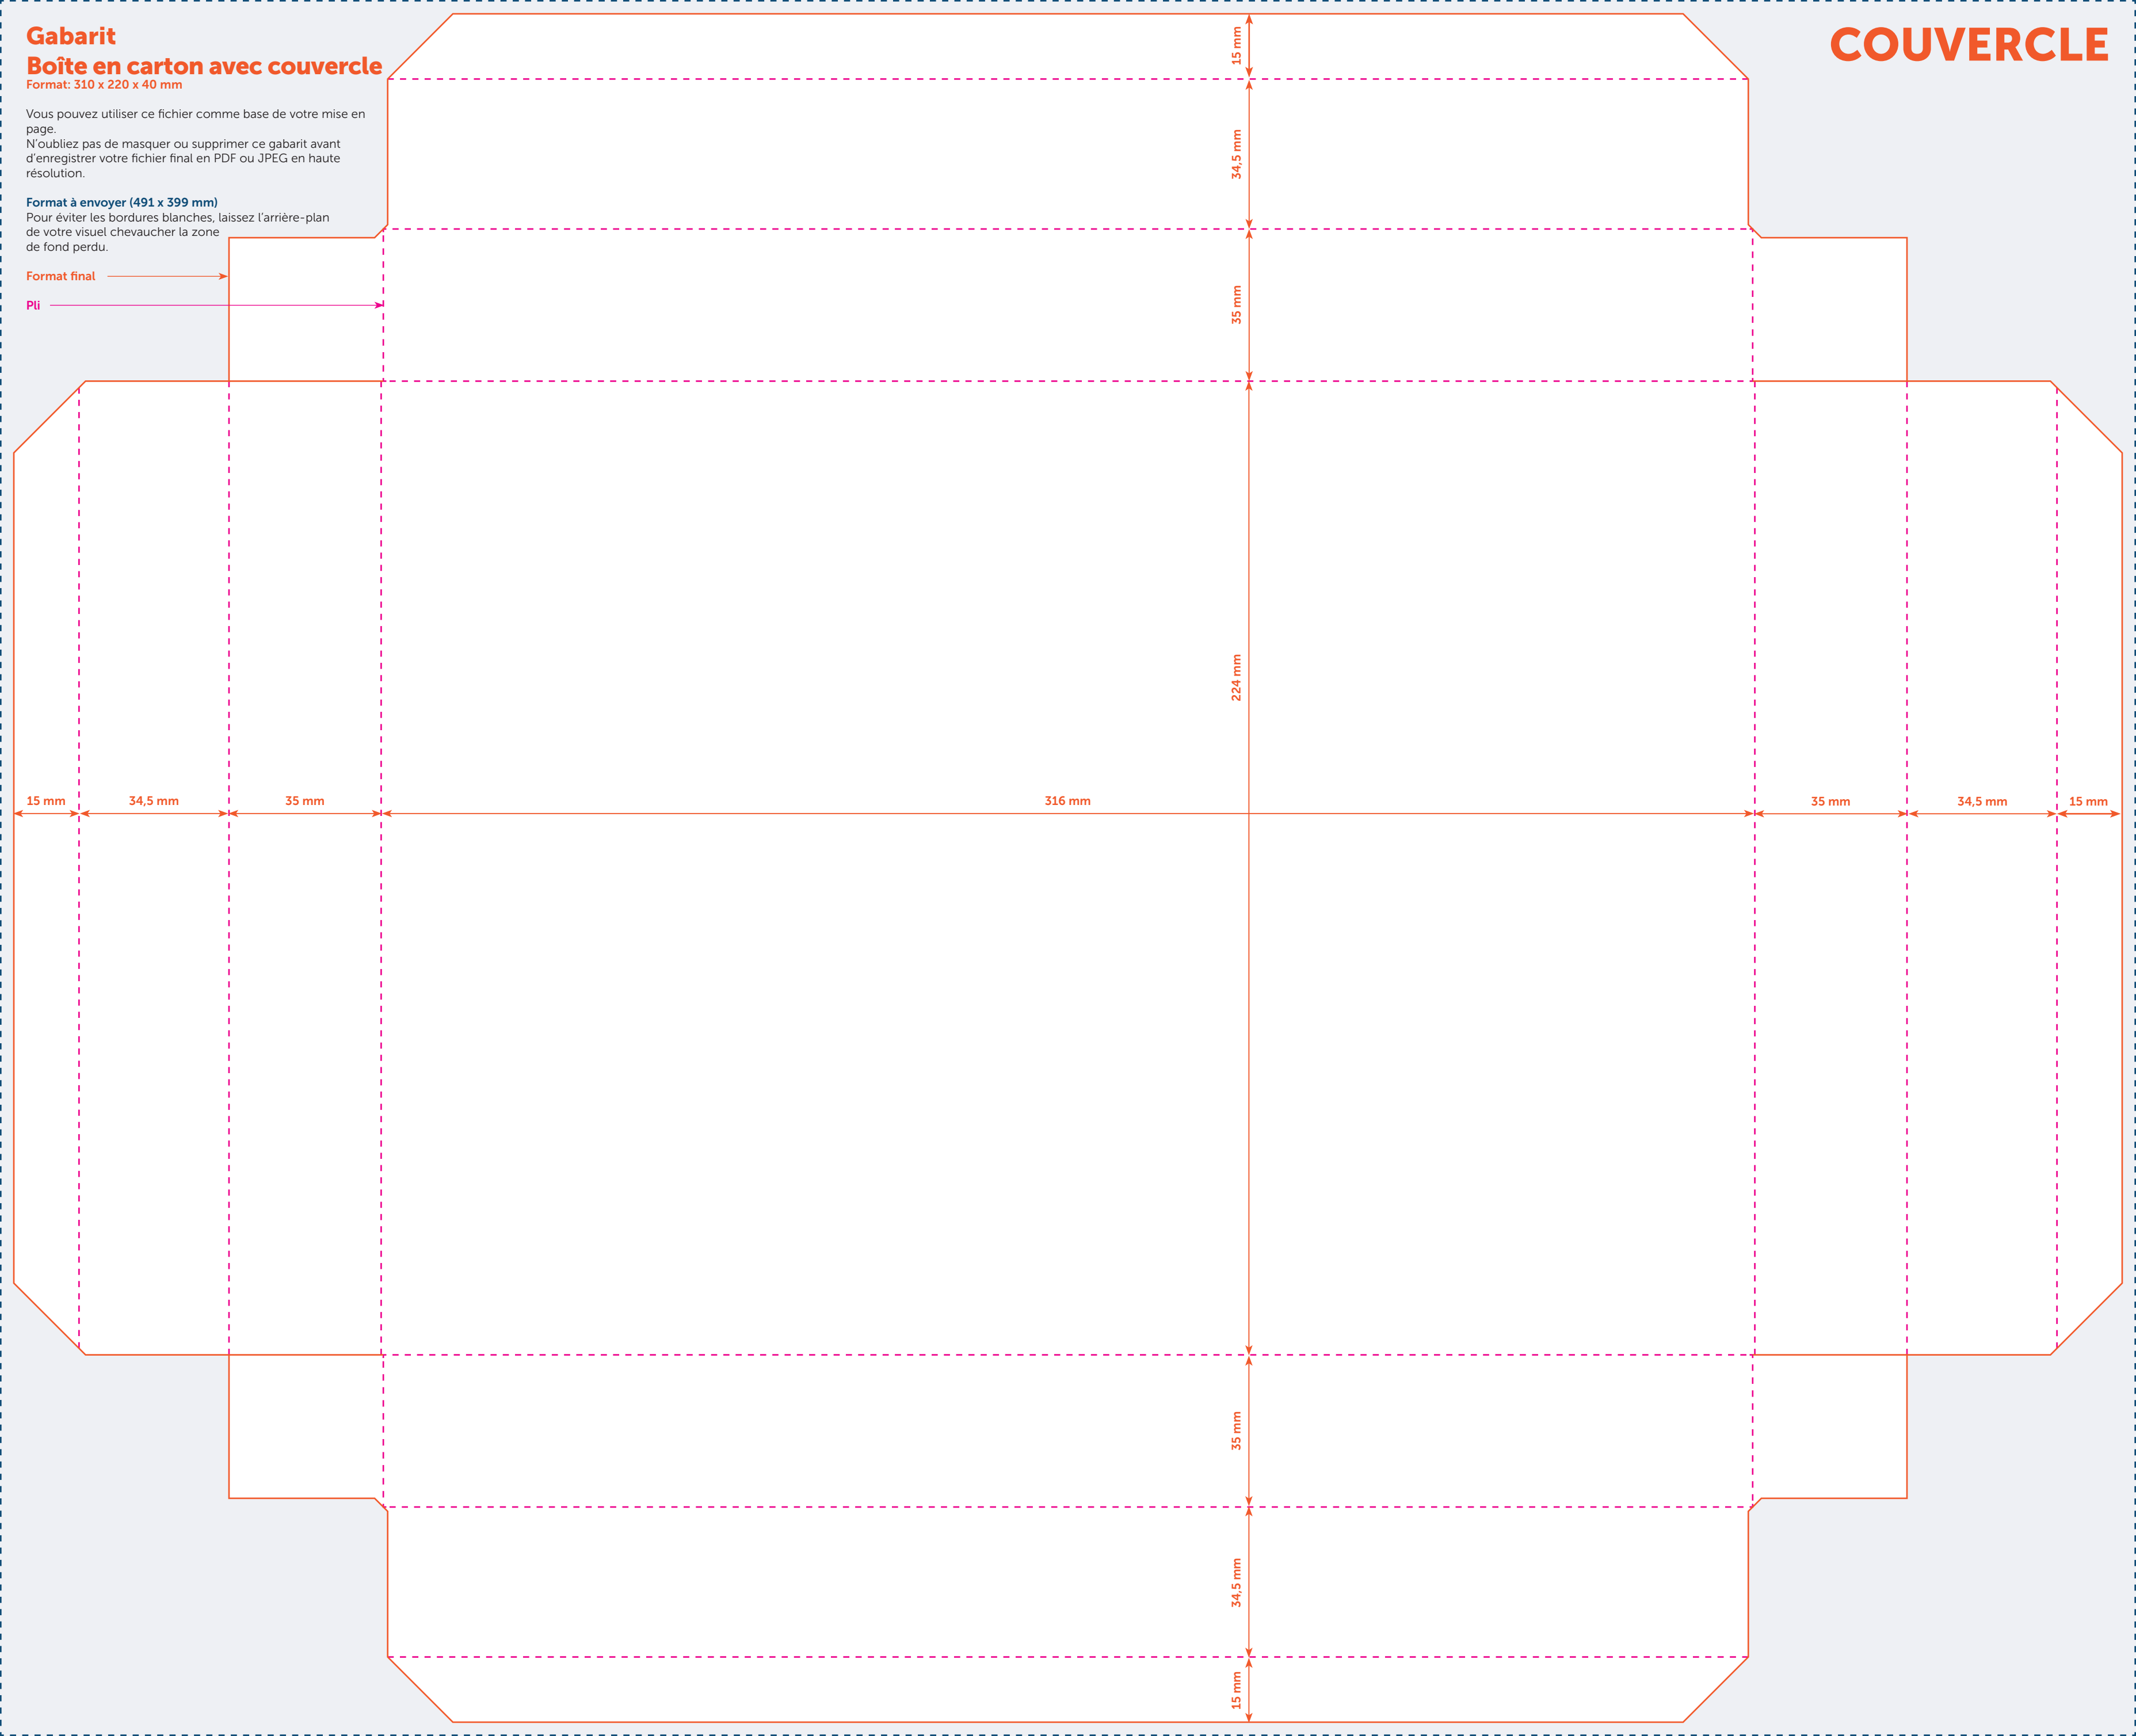 Gabarit
Boîte en carton avec couvercle
Format: 310 x 220 x 40 mm
Vous pouvez utiliser ce fichier comme base de votre mise en
page.
N'oubliez pas de masquer ou supprimer ce gabarit avant
d'enregistrer votre fichier final en PDF ou JPEG en haute
résolution.
Format à envoyer (491 x 399 mm)
Pour éviter les bordures blanches, laissez l'arrière-plan
de votre visuel chevaucher la zone
de fond perdu.
Format final
Pli
COUVERCLE
15 mm
34,5 mm
35 mm
224 mm
15 mm
34,5 mm
35 mm
316 mm
35 mm
34,5 mm
15 mm
35 mm
34,5 mm
15 mm